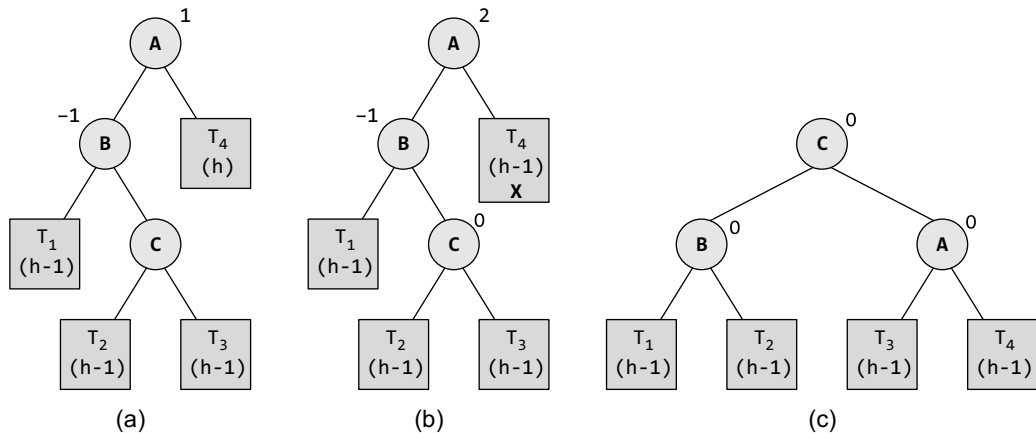 1
A
−1
B
T₄
(h)
T₁
(h-1)
C
T₂
(h-1)
T₃
(h-1)
(a)
2
A
−1
B
T₄
(h-1)
X
T₁
(h-1)
0
C
T₂
(h-1)
T₃
(h-1)
(b)
0
C
B
0
A
0
T₁
(h-1)
T₂
(h-1)
T₃
(h-1)
T₄
(h-1)
(c)